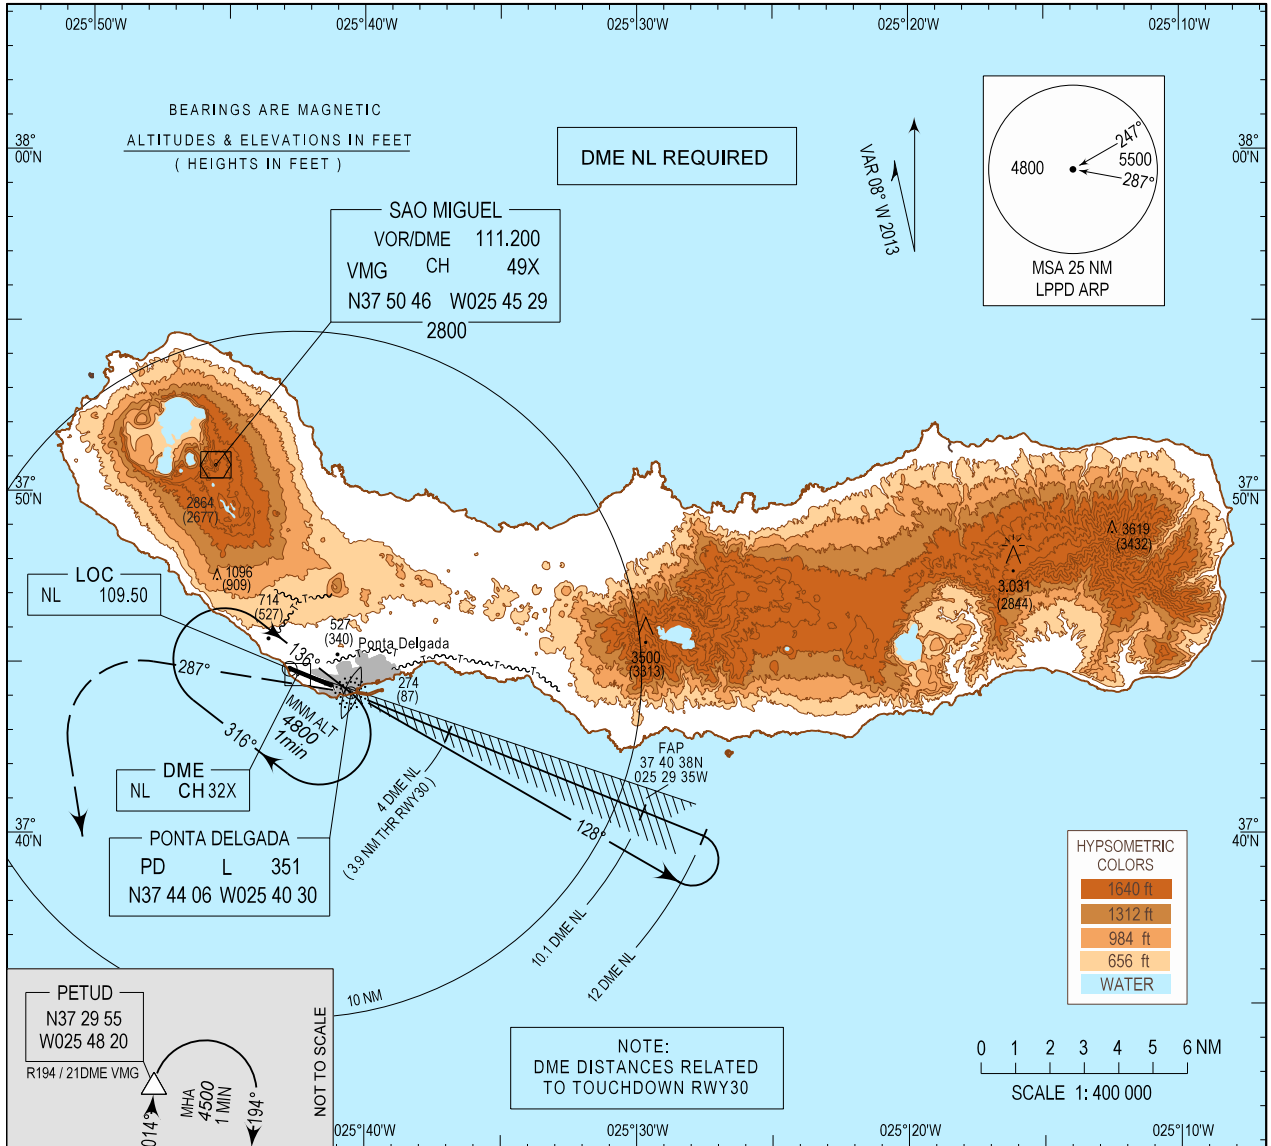 025°50'W 025°40'W 025°30'W 025°20'W 025°10'W
BEARINGS ARE MAGNETIC
ALTITUDES & ELEVATIONS IN FEET
( HEIGHTS IN FEET )
DME NL REQUIRED
VAR 08° W 2013
4800
247°
5500
287°
MSA 25 NM
LPPD ARP
38°
00'N
38°
00'N
SAO MIGUEL
VOR/DME 111.200
VMG CH 49X
N37 50 46 W025 45 29
2800
37°
50'N
37°
50'N
2864
(2677)
1096
(909)
3619
(3432)
3.031
(2844)
LOC
NL 109.50
714
(527)
527
(340)
Ponta Delgada
T
T
T
T
T
136°
287°
274
(87)
3500
(3313)
MNM ALT
4800
1min
316°
FAP
37 40 38N
025 29 35W
DME
NL CH 32X
4 DME NL
( 3.9 NM THR RWY30 )
128°
37°
40'N
37°
40'N
PONTA DELGADA
PD L 351
N37 44 06 W025 40 30
10.1 DME NL
12 DME NL
HYPSOMETRIC
COLORS
1640 ft
1312 ft
984 ft
656 ft
WATER
10 NM
PETUD
N37 29 55
W025 48 20
R194 / 21DME VMG
MHA
4500
1 MIN
014°
194°
NOT TO SCALE
NOTE:
DME DISTANCES RELATED
TO TOUCHDOWN RWY30
0 1 2 3 4 5 6 NM
SCALE 1: 400 000
025°40'W 025°30'W 025°20'W 025°10'W